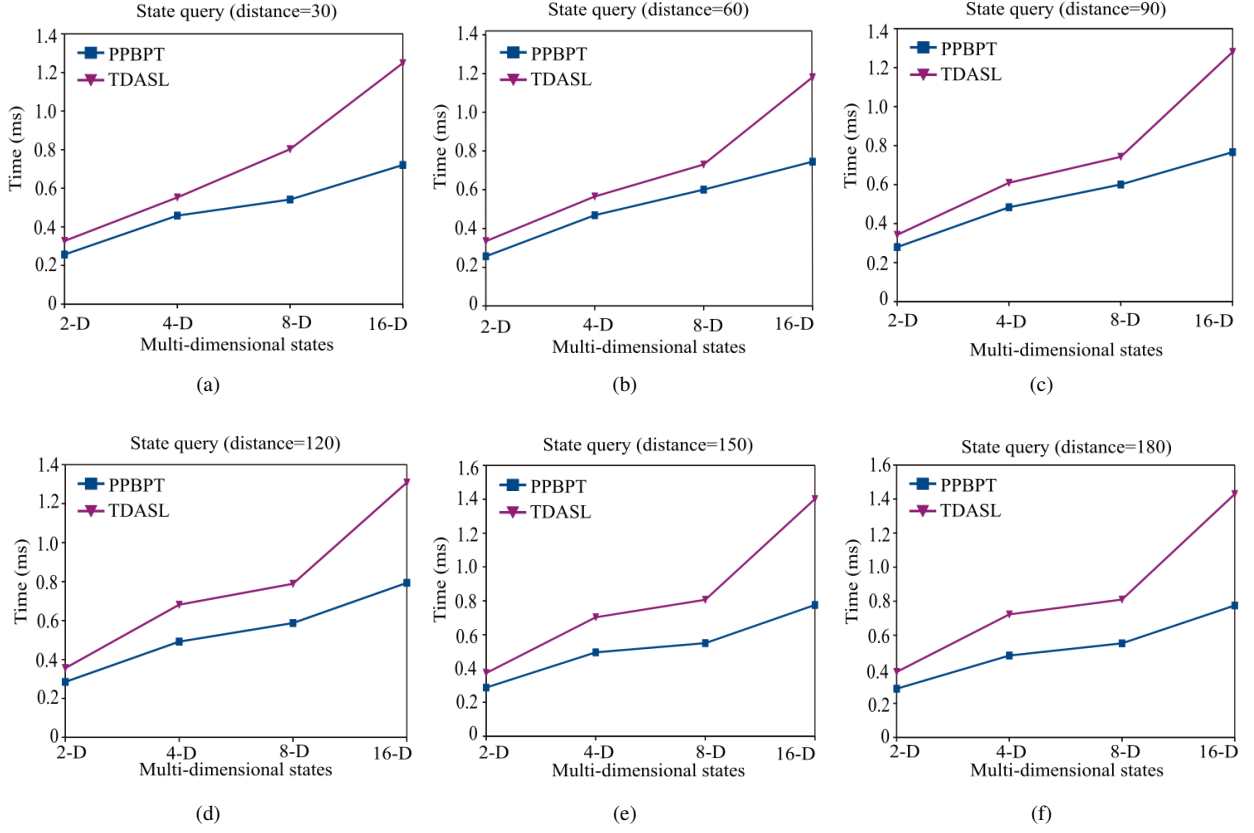 State query (distance=30)
1.4
1.2
1.0
0.8
0.6
0.4
0.2
0
Time (ms)
PPBPT
TDASL
2-D 4-D 8-D 16-D
Multi-dimensional states
(a)
State query (distance=60)
1.4
1.2
1.0
0.8
0.6
0.4
0.2
0
Time (ms)
PPBPT
TDASL
2-D 4-D 8-D 16-D
Multi-dimensional states
(b)
State query (distance=90)
1.4
1.2
1.0
0.8
0.6
0.4
0.2
0
Time (ms)
PPBPT
TDASL
2-D 4-D 8-D 16-D
Multi-dimensional states
(c)
State query (distance=120)
1.4
1.2
1.0
0.8
0.6
0.4
0.2
0
Time (ms)
PPBPT
TDASL
2-D 4-D 8-D 16-D
Multi-dimensional states
(d)
State query (distance=150)
1.6
1.4
1.2
1.0
0.8
0.6
0.4
0.2
0
Time (ms)
PPBPT
TDASL
2-D 4-D 8-D 16-D
Multi-dimensional states
(e)
State query (distance=180)
1.6
1.4
1.2
1.0
0.8
0.6
0.4
0.2
0
Time (ms)
PPBPT
TDASL
2-D 4-D 8-D 16-D
Multi-dimensional states
(f)